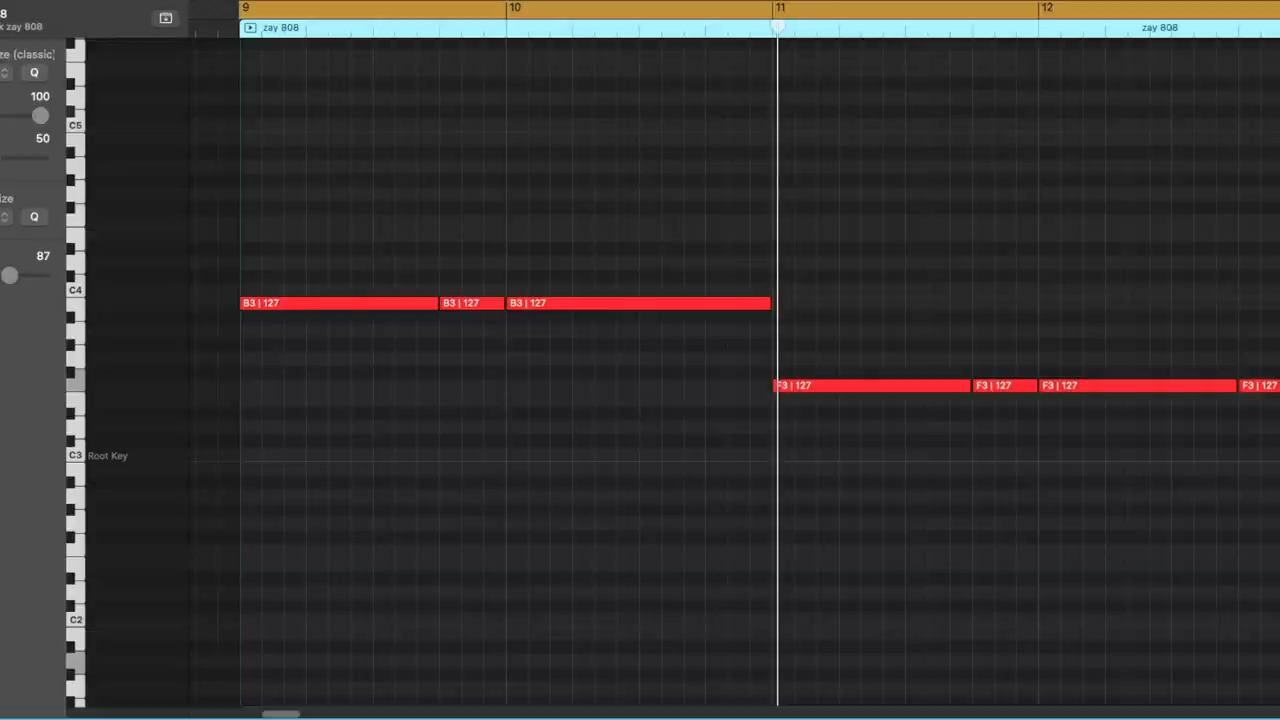 8
9
10
11
12
k zay 808
zay 808
zay 808
ze (classic)
Q
100
C5
50
ize
Q
87
C4
B3 | 127
B3 | 127
B3 | 127
F3 | 127
F3 | 127
F3 | 127
F3 | 127
C3
Root Key
C2